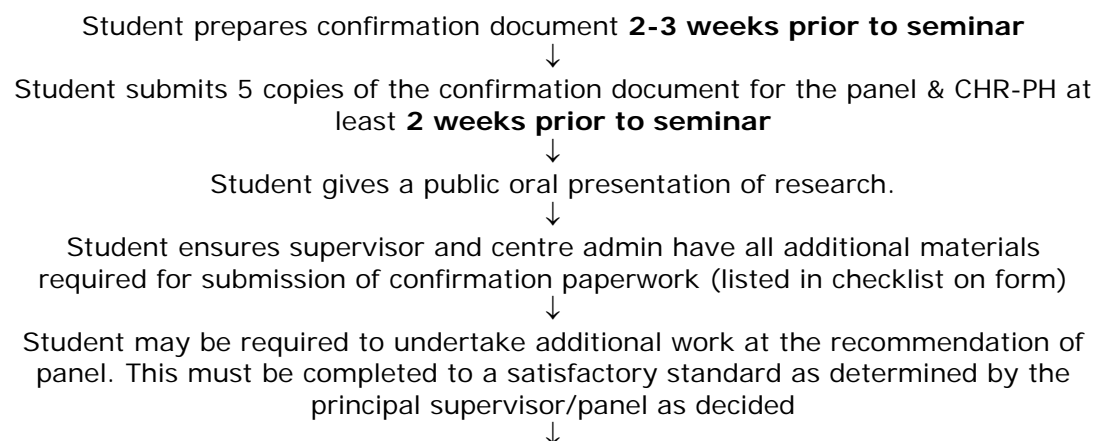 Student prepares confirmation document 2-3 weeks prior to seminar
↓
Student submits 5 copies of the confirmation document for the panel & CHR-PH at
least 2 weeks prior to seminar
↓
Student gives a public oral presentation of research.
↓
Student ensures supervisor and centre admin have all additional materials
required for submission of confirmation paperwork (listed in checklist on form)
↓
Student may be required to undertake additional work at the recommendation of
panel. This must be completed to a satisfactory standard as determined by the
principal supervisor/panel as decided
↓